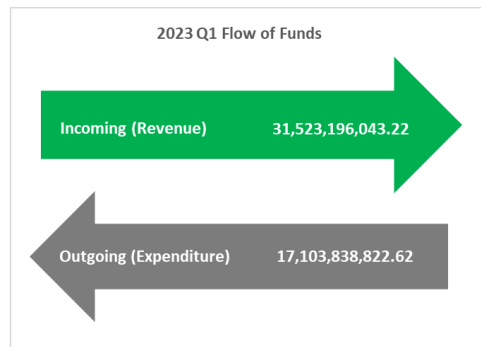 2023 Q1 Flow of Funds
Incoming (Revenue) 31,523,196,043.22
Outgoing (Expenditure) 17,103,838,822.62